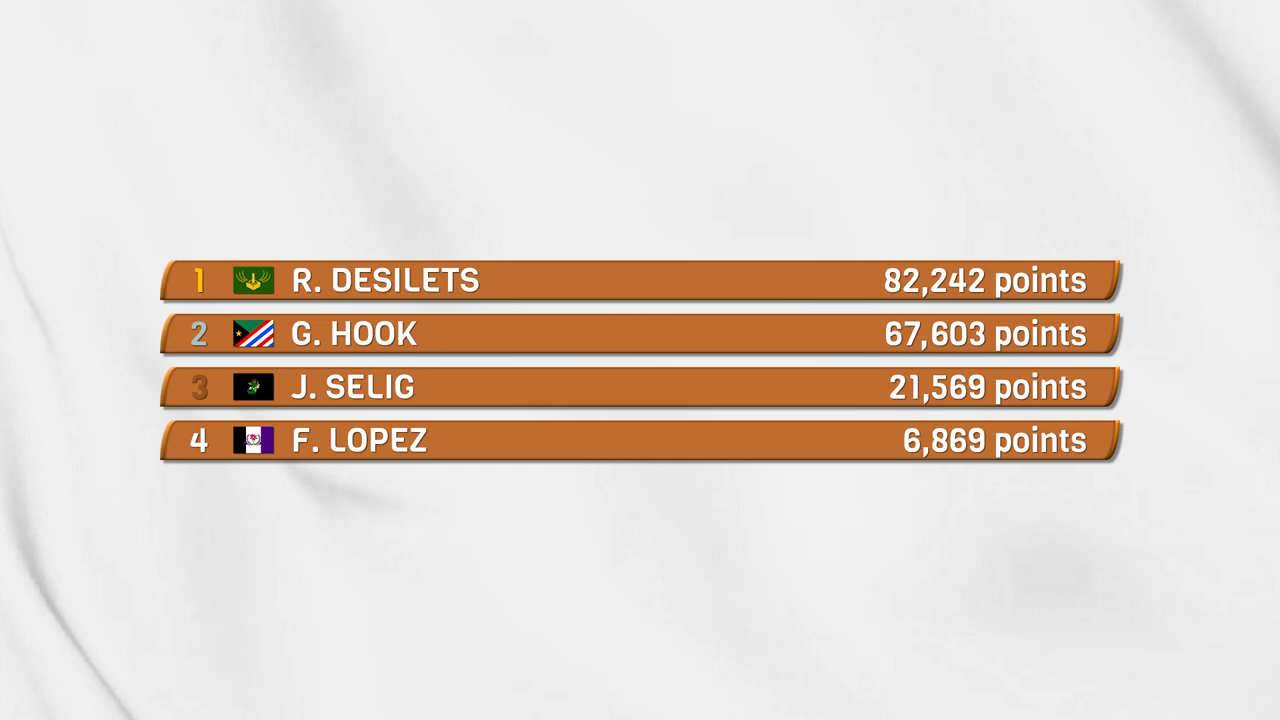 1 R. DESILETS 82,242 points
2 G. HOOK 67,603 points
3 J. SELIG 21,569 points
4 F. LOPEZ 6,869 points